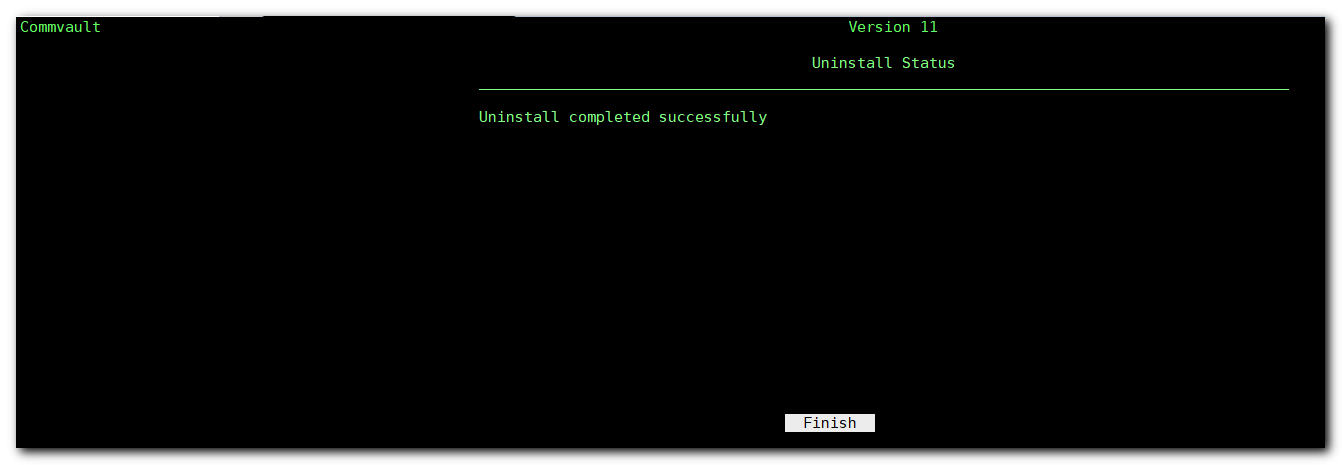 Commvault Version 11
Uninstall Status
Uninstall completed successfully
Finish